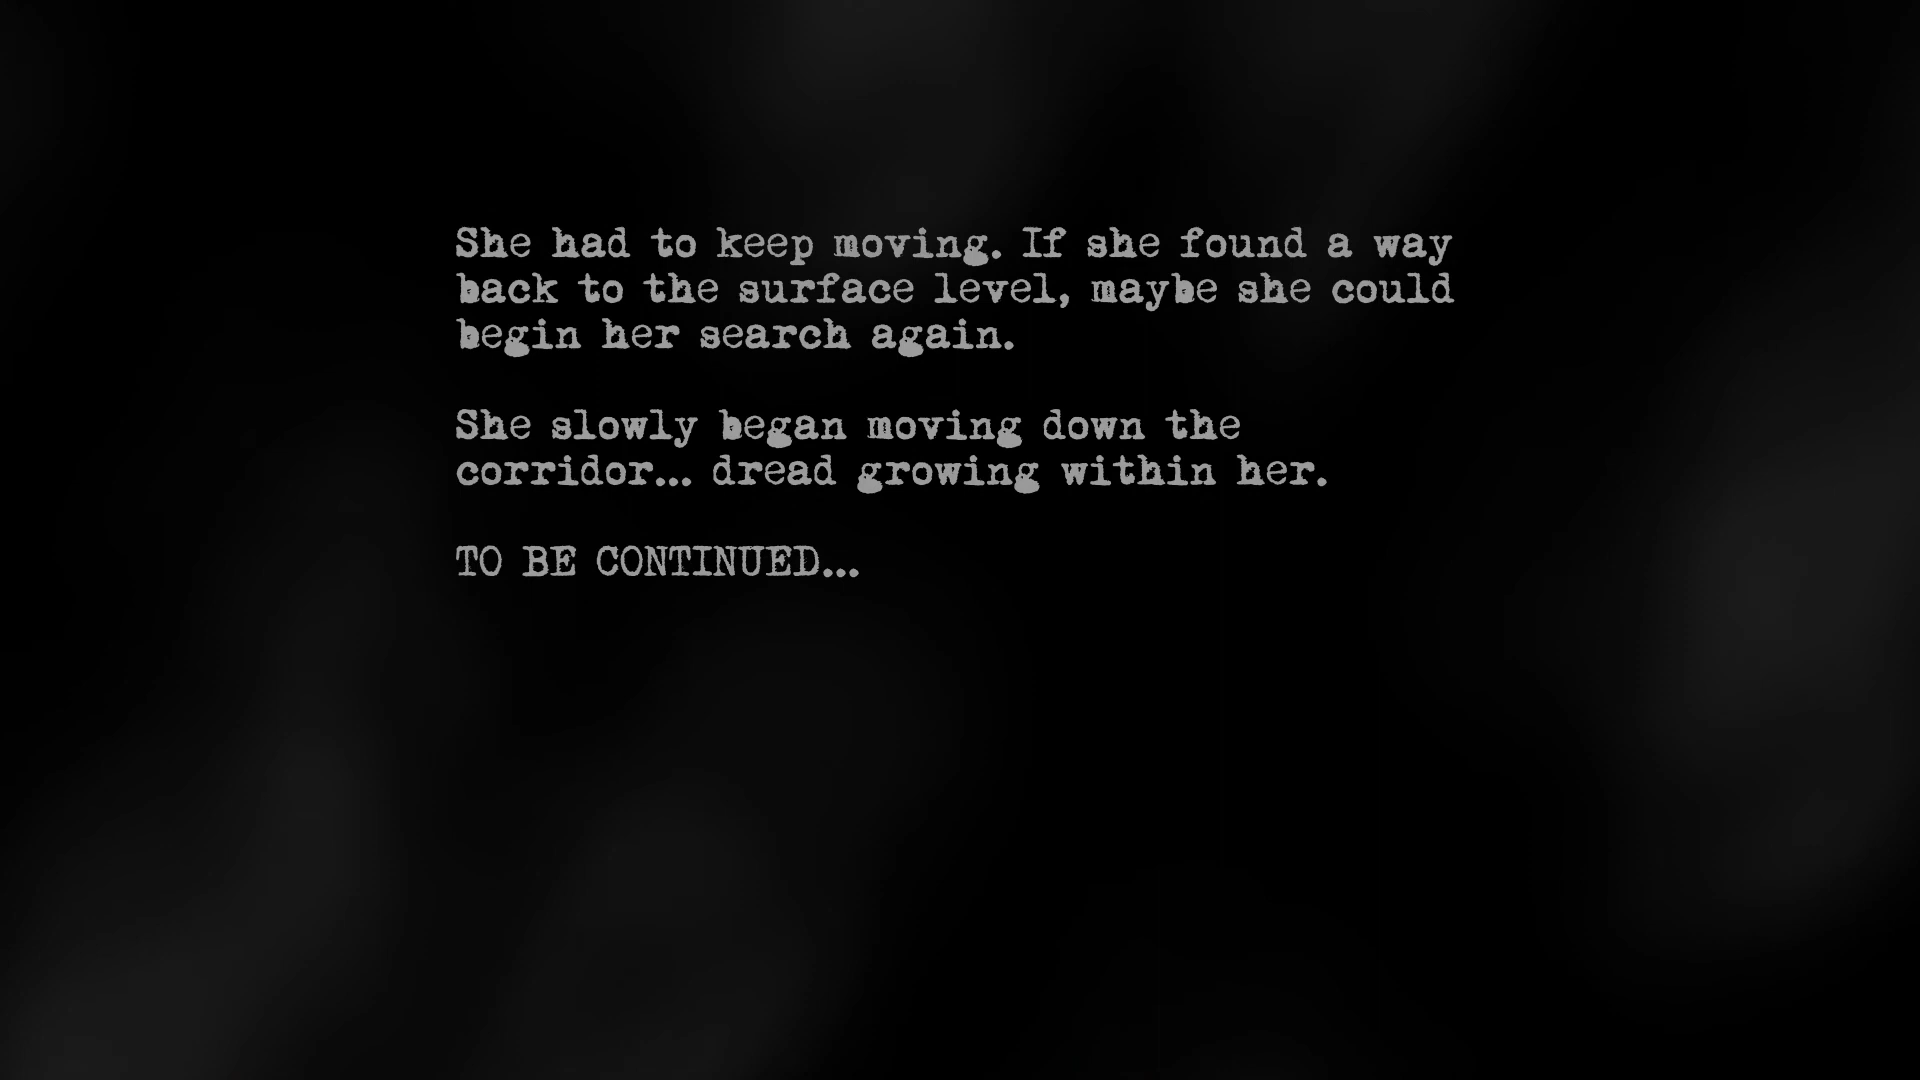 She had to keep moving. If she found a way
back to the surface level, maybe she could
begin her search again.
She slowly began moving down the
corridor... dread growing within her.
TO BE CONTINUED...